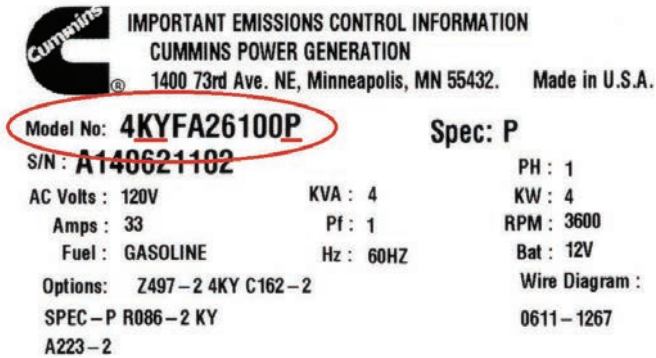 Cummins
®
IMPORTANT EMISSIONS CONTROL INFORMATION
CUMMINS POWER GENERATION
1400 73rd Ave. NE, Minneapolis, MN 55432. Made in U.S.A.
Model No: 4KYFA26100P Spec: P
S/N : A140621102
PH : 1
AC Volts : 120V KVA : 4 KW : 4
Amps : 33 Pf : 1 RPM : 3600
Fuel : GASOLINE Hz : 60HZ Bat : 12V
Options: Z497–2 4KY C162–2 Wire Diagram :
SPEC–P R086–2 KY 0611–1267
A223–2